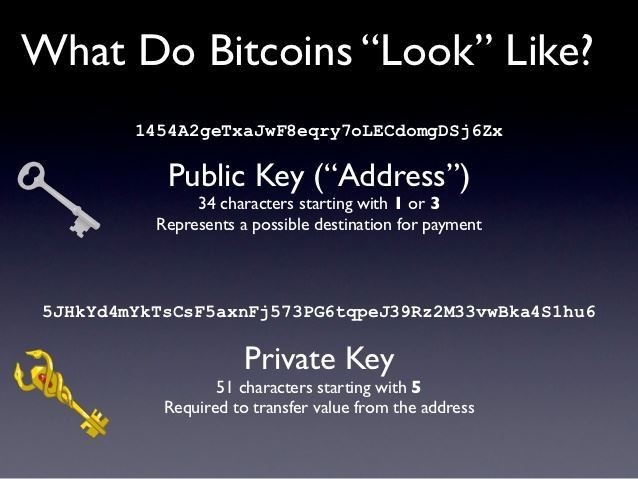 What Do Bitcoins “Look” Like?
1454A2geTxaJwF8eqry7oLECdomgDSj6Zx
Public Key (“Address”)
34 characters starting with 1 or 3
Represents a possible destination for payment
5JHkYd4mYkTsCsF5axnFj573PG6tqpeJ39Rz2M33vwBka4S1hu6
Private Key
51 characters starting with 5
Required to transfer value from the address